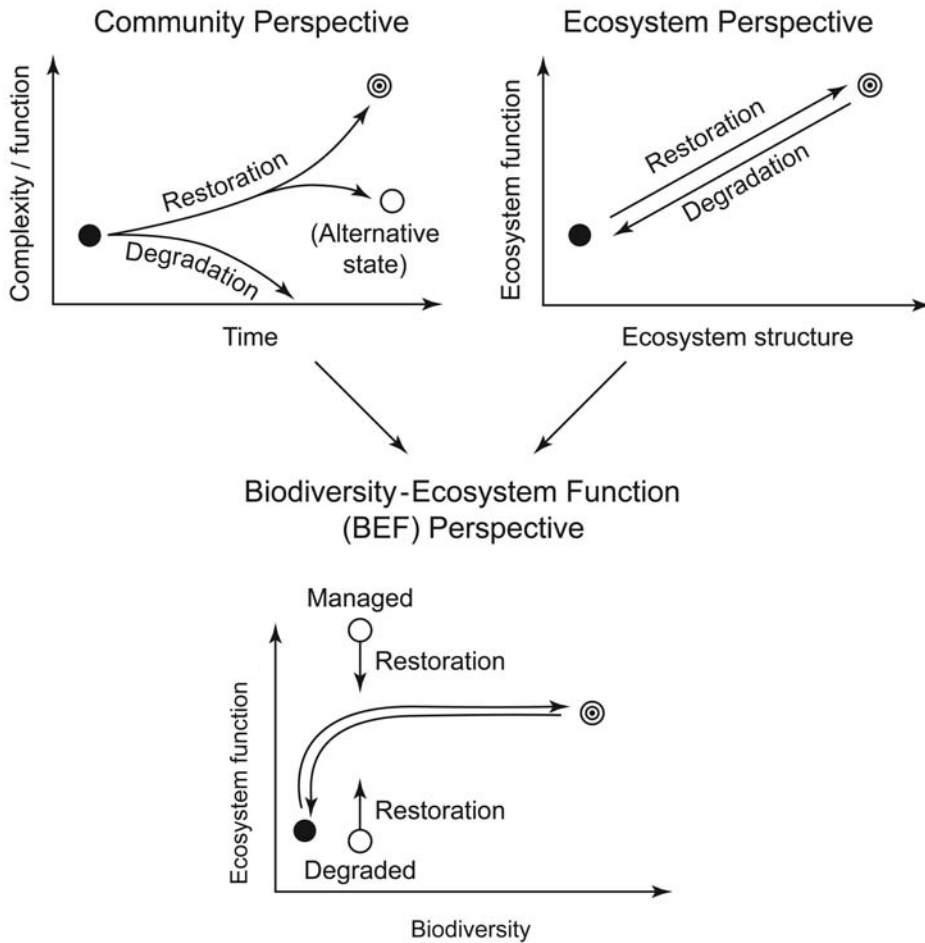 Community Perspective
Complexity / function
Restoration
Degradation
(Alternative
state)
Time
Ecosystem Perspective
Ecosystem function
Restoration
Degradation
Ecosystem structure
Biodiversity-Ecosystem Function
(BEF) Perspective
Managed
Restoration
Ecosystem function
Restoration
Degraded
Biodiversity